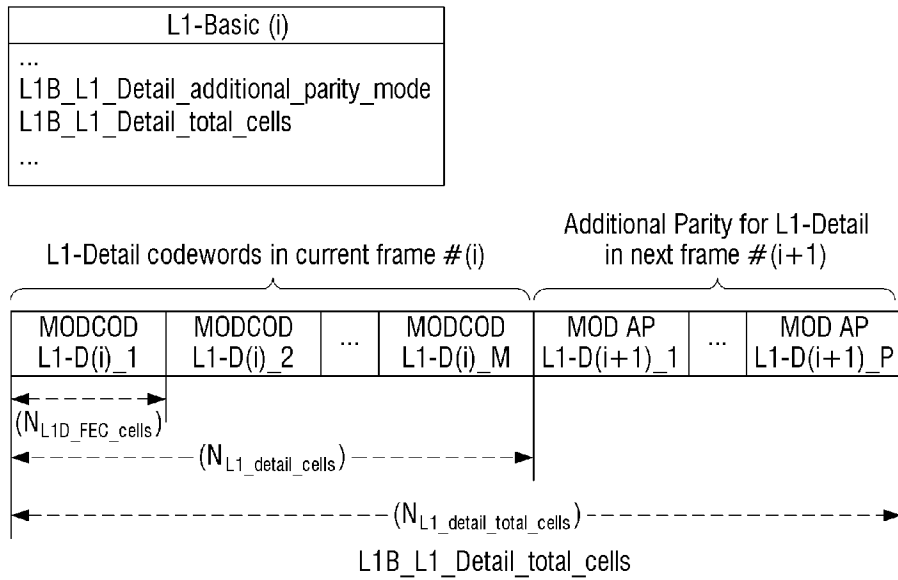 L1-Basic (i)
...
L1B_L1_Detail_additional_parity_mode
L1B_L1_Detail_total_cells
...
L1-Detail codewords in current frame #(i)
Additional Parity for L1-Detail
in next frame #(i+1)
MODCOD
L1-D(i)_1
MODCOD
L1-D(i)_2
...
MODCOD
L1-D(i)_M
MOD AP
L1-D(i+1)_1
...
MOD AP
L1-D(i+1)_P
(NL1D_FEC_cells)
(NL1_detail_cells)
(NL1_detail_total_cells)
L1B_L1_Detail_total_cells